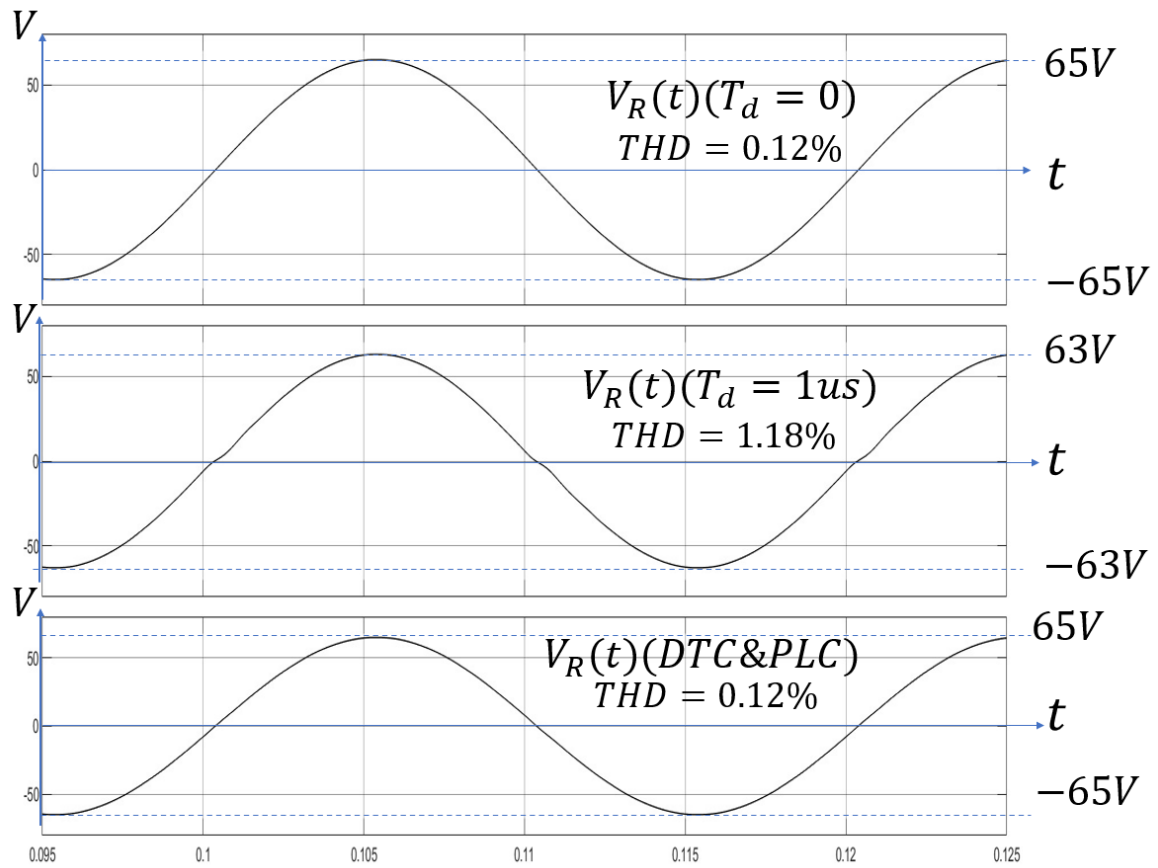 V
65V
50
V_R(t)(T_d = 0)
THD = 0.12%
0
t
-50
−65V
V
63V
50
V_R(t)(T_d = 1us)
THD = 1.18%
0
t
-50
−63V
V
65V
50
V_R(t)(DTC&PLC)
THD = 0.12%
0
t
-50
−65V
0.095 0.1 0.105 0.11 0.115 0.12 0.125